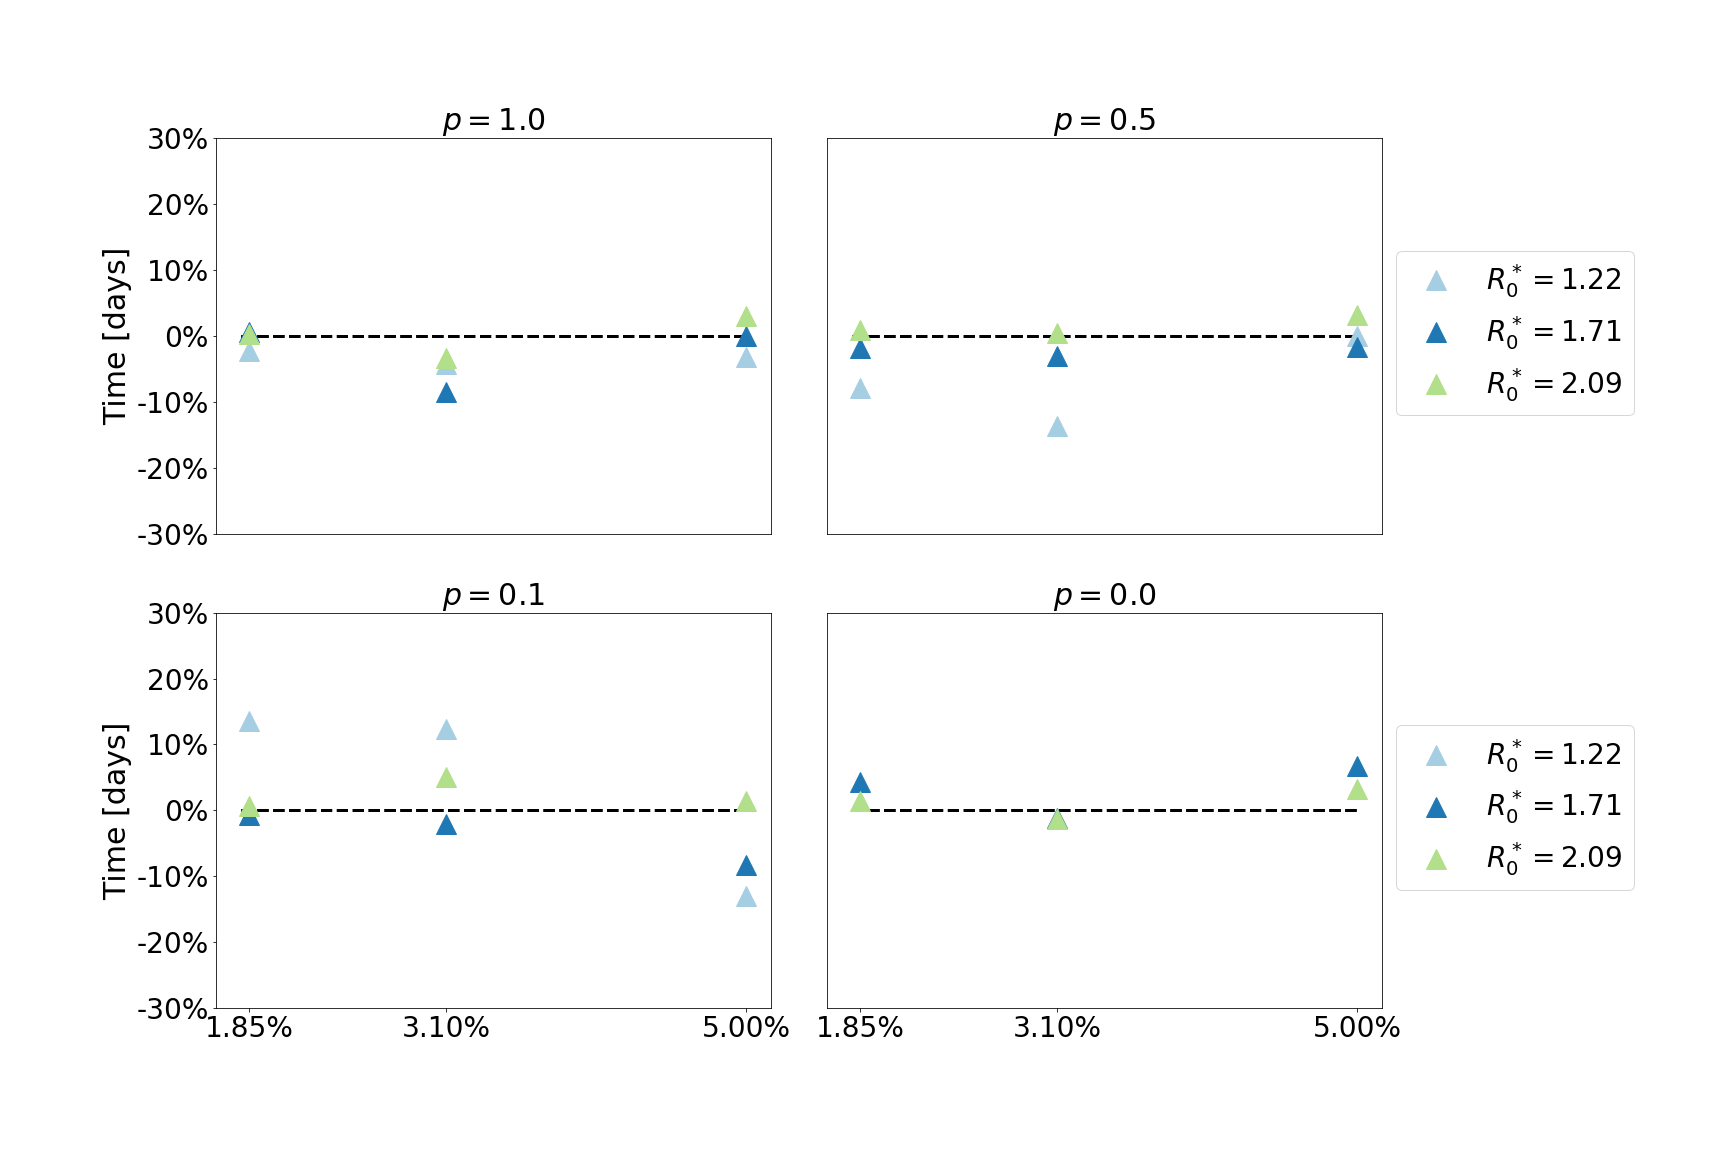 p = 1.0
p = 0.5
30%
20%
10%
0%
-10%
-20%
-30%
Time [days]
R₀* = 1.22
R₀* = 1.71
R₀* = 2.09
p = 0.1
p = 0.0
30%
20%
10%
0%
-10%
-20%
-30%
Time [days]
1.85% 3.10% 5.00%
1.85% 3.10% 5.00%
R₀* = 1.22
R₀* = 1.71
R₀* = 2.09